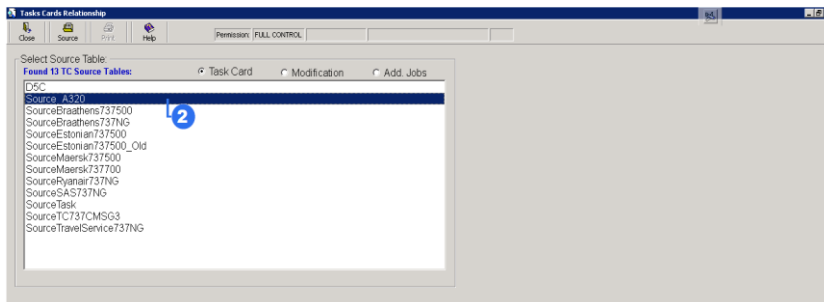 Tasks Cards Relationship
Close Source Print Help Permission: FULL CONTROL
Select Source Table:
Found 13 TC Source Tables: Task Card Modification Add. Jobs
D5C
Source_A320
2
SourceBraathens737500
SourceBraathens737NG
SourceEstonian737500
SourceEstonian737500_Old
SourceMaersk737500
SourceMaersk737700
SourceRyanair737NG
SourceSAS737NG
SourceTask
SourceTC737CMSG3
SourceTravelService737NG